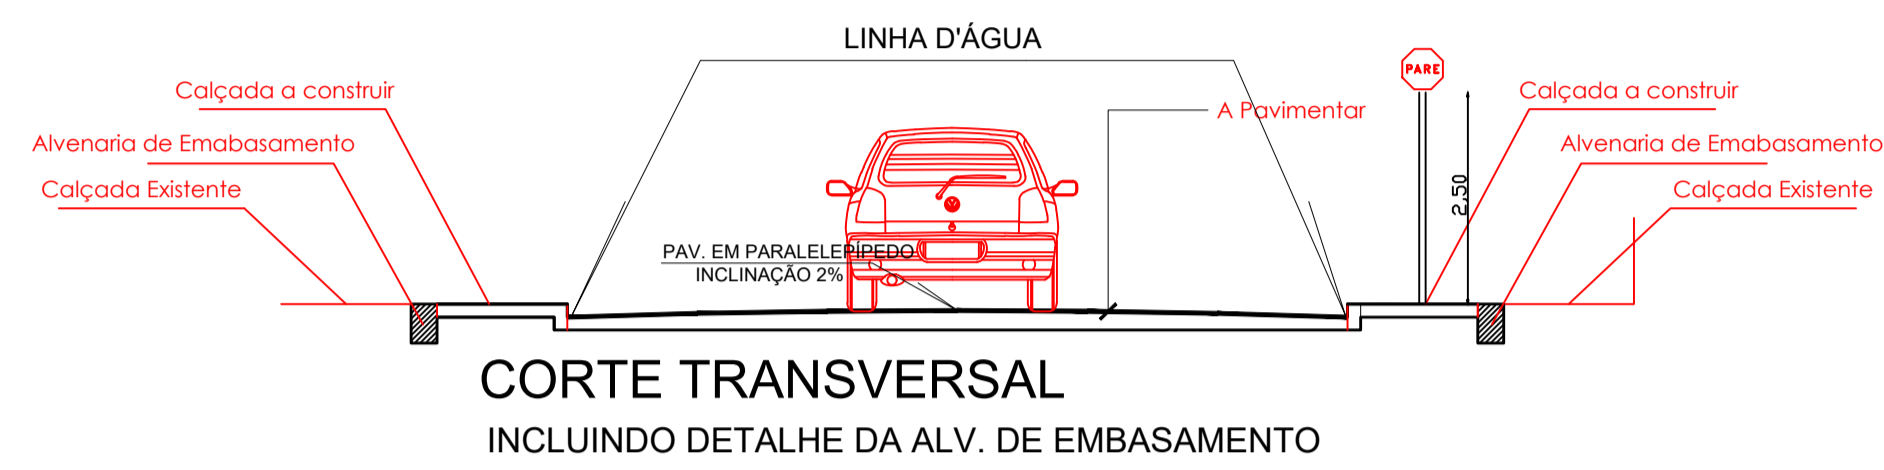 LINHA D'ÁGUA
PARE
Calçada a construir
Calçada a construir
A Pavimentar
Alvenaria de Emabasamento
Alvenaria de Emabasamento
Calçada Existente
2,50
Calçada Existente
PAV. EM PARALELEPÍPEDO
INCLINAÇÃO 2%
CORTE TRANSVERSAL
INCLUINDO DETALHE DA ALV. DE EMBASAMENTO